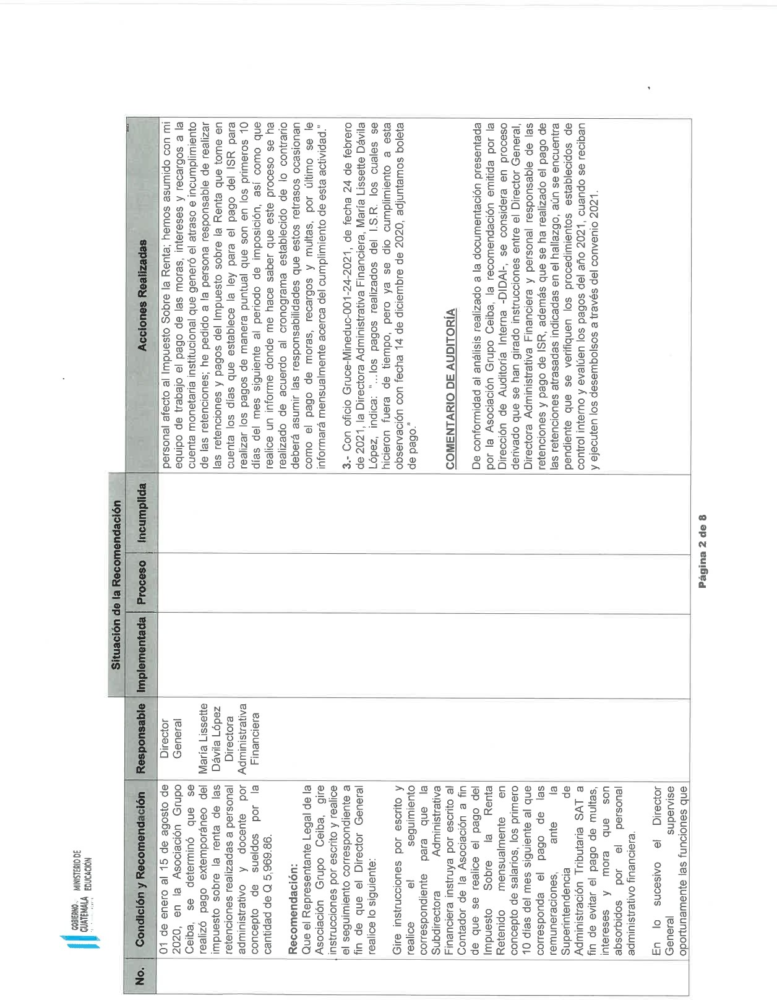 GOBIERNO DE
GUATEMALA
MINISTERIO DE
EDUCACIÓN
Situación de la Recomendación
No.
Condición y Recomendación
Responsable
Implementada
Proceso
Incumplida
Acciones Realizadas
01 de enero al 15 de agosto de
2020, en la Asociación Grupo
Ceiba, se determinó que se
realizó pago extemporáneo del
impuesto sobre la renta de las
retenciones realizadas a personal
administrativo y docente por
concepto de sueldos por la
cantidad de Q 5,969.86.
Recomendación:
Que el Representante Legal de la
Asociación Grupo Ceiba, gire
instrucciones por escrito y realice
el seguimiento correspondiente a
fin de que el Director General
realice lo siguiente:
Gire instrucciones por escrito y
realice el seguimiento
correspondiente para que la
Subdirectora Administrativa
Financiera instruya por escrito al
Contador de la Asociación a fin
de que se realice el pago del
Impuesto Sobre la Renta
Retenido mensualmente en
concepto de salarios, los primero
10 días del mes siguiente al que
corresponda el pago de las
remuneraciones, ante la
Superintendencia de
Administración Tributaria SAT a
fin de evitar el pago de multas,
intereses y mora que son
absorbidos por el personal
administrativo financiera.
En lo sucesivo el Director
General supervise
oportunamente las funciones que
Director
General
María Lissette
Dávila López
Directora
Administrativa
Financiera
personal afecto al Impuesto Sobre la Renta; hemos asumido con mi
equipo de trabajo el pago de las moras, intereses y recargos a la
cuenta monetaria institucional que generó el atraso e incumplimiento
de las retenciones; he pedido a la persona responsable de realizar
las retenciones y pagos del Impuesto sobre la Renta que tome en
cuenta los días que establece la ley para el pago del ISR para
realizar los pagos de manera puntual que son en los primeros 10
días del mes siguiente al periodo de imposición, así como que
realice un informe donde me hace saber que este proceso se ha
realizado de acuerdo al cronograma establecido de lo contrario
deberá asumir las responsabilidades que estos retrasos ocasionan
como el pago de moras, recargos y multas, por último se le
informará mensualmente acerca del cumplimiento de esta actividad."
3.- Con oficio Gruce-Mineduc-001-24-2021, de fecha 24 de febrero
de 2021, la Directora Administrativa Financiera, María Lissette Dávila
López, indica: "...los pagos realizados del I.S.R. los cuales se
hicieron fuera de tiempo, pero ya se dio cumplimiento a esta
observación con fecha 14 de diciembre de 2020, adjuntamos boleta
de pago."
COMENTARIO DE AUDITORÍA
De conformidad al análisis realizado a la documentación presentada
por la Asociación Grupo Ceiba, la recomendación emitida por la
Dirección de Auditoría Interna -DIDAI-, se considera en proceso
derivado que se han girado instrucciones entre el Director General,
Directora Administrativa Financiera y personal responsable de las
retenciones y pago de ISR, además que se ha realizado el pago de
las retenciones atrasadas indicadas en el hallazgo, aún se encuentra
pendiente que se verifiquen los procedimientos establecidos de
control interno y evalúen los pagos del año 2021, cuando se reciban
y ejecuten los desembolsos a través del convenio 2021.
Página 2 de 8